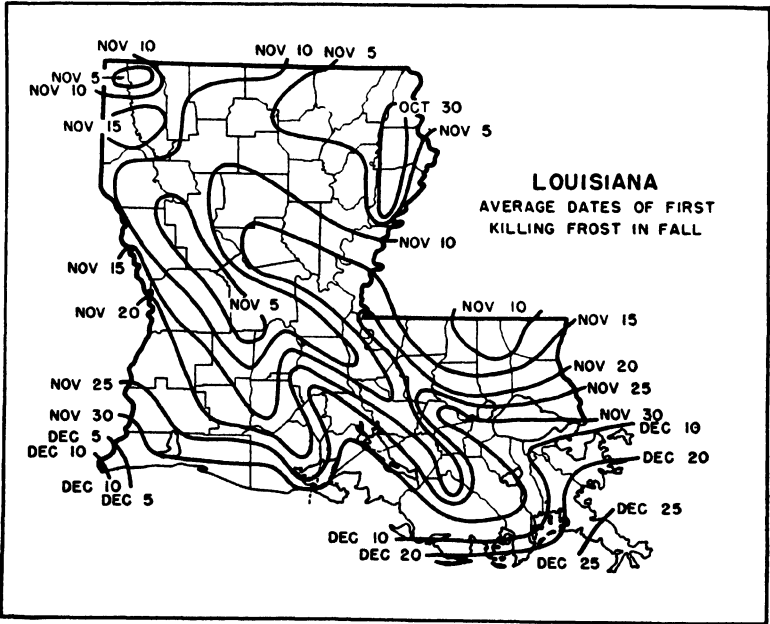 NOV 10
NOV 10 NOV 5
NOV 5
NOV 10
OCT 30
NOV 15
NOV 5
LOUISIANA
AVERAGE DATES OF FIRST
KILLING FROST IN FALL
NOV 10
NOV 15
NOV 5
NOV 10
NOV 20
NOV 15
NOV 20
NOV 25
NOV 25
NOV 30
NOV 30
DEC 10
DEC 5
DEC 10
DEC 20
DEC 10
DEC 5
DEC 25
DEC 10
DEC 20
DEC 25